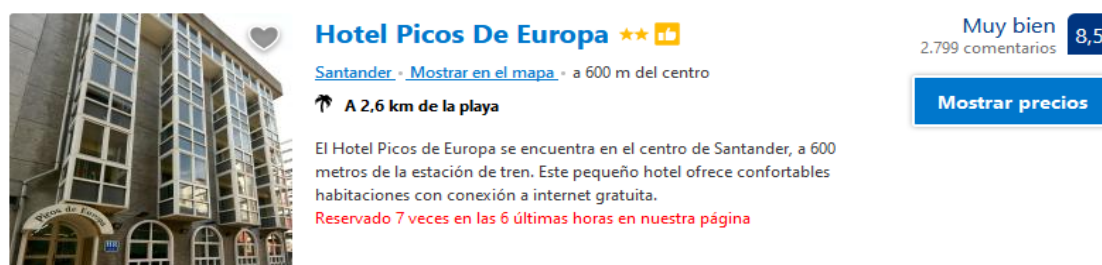 Hotel Picos De Europa
Muy bien
8,5
2.799 comentarios
Santander · Mostrar en el mapa · a 600 m del centro
A 2,6 km de la playa
Mostrar precios
El Hotel Picos de Europa se encuentra en el centro de Santander, a 600
metros de la estación de tren. Este pequeño hotel ofrece confortables
habitaciones con conexión a internet gratuita.
Reservado 7 veces en las 6 últimas horas en nuestra página
Picos de Europa